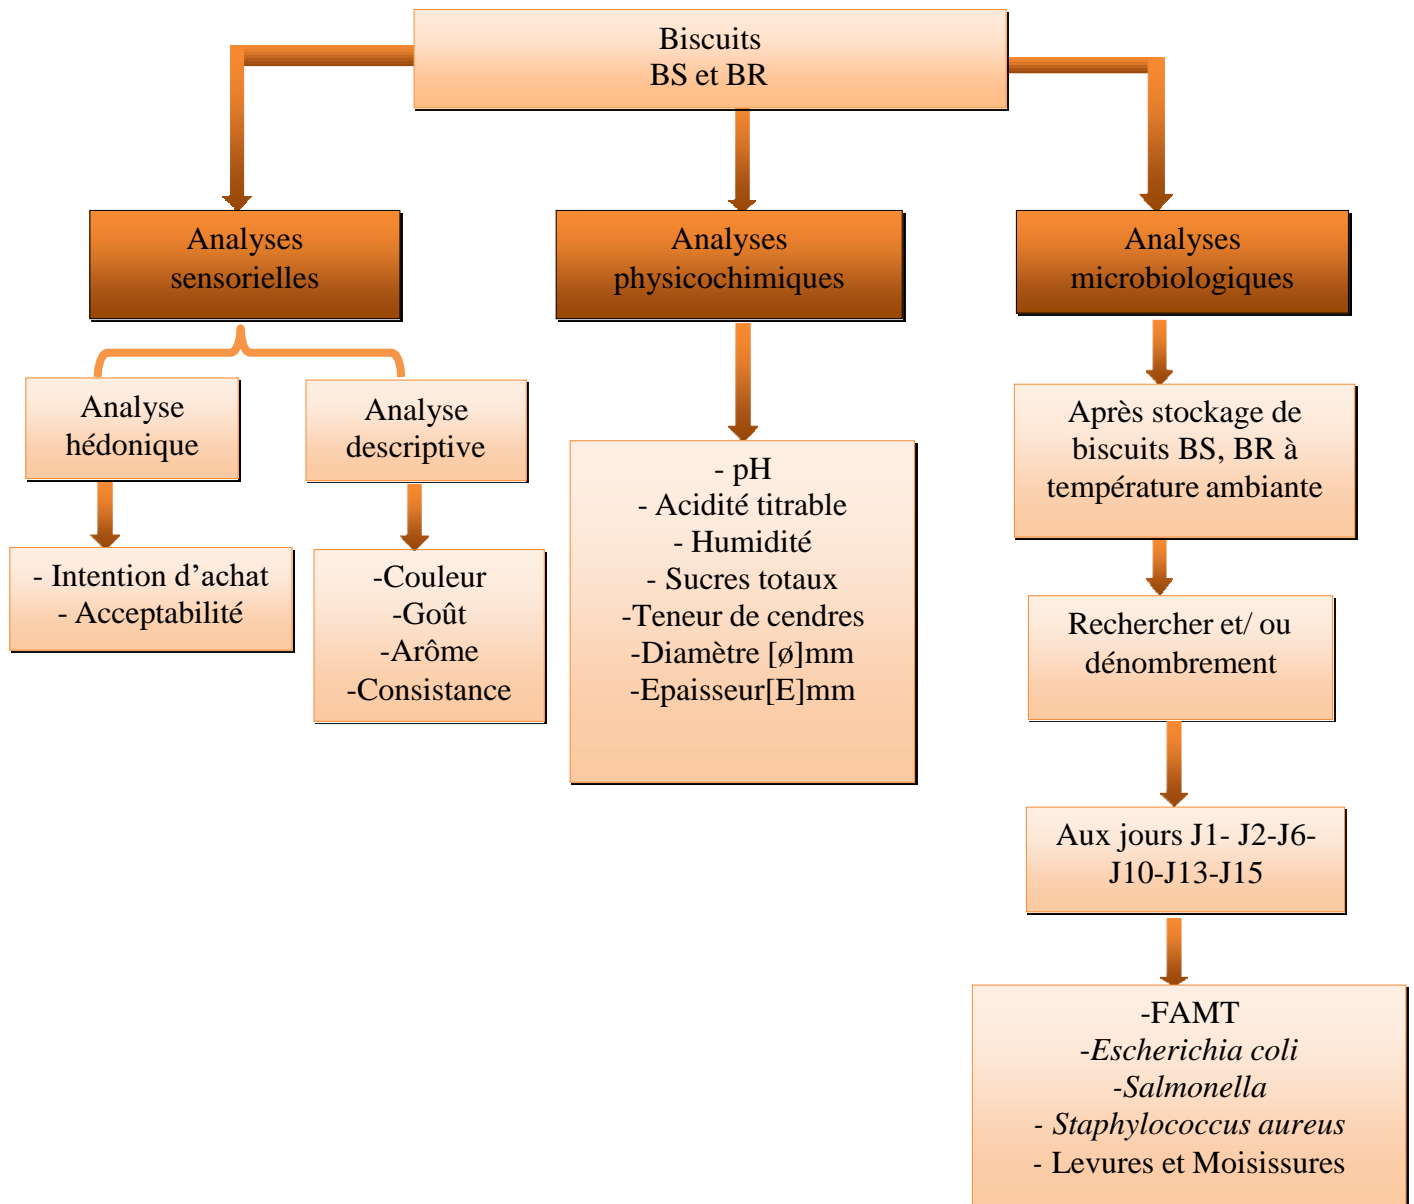 Biscuits
BS et BR
Analyses
sensorielles
Analyses
physicochimiques
Analyses
microbiologiques
Analyse
hédonique
Analyse
descriptive
Après stockage de
biscuits BS, BR à
température ambiante
- Intention d’achat
- Acceptabilité
-Couleur
-Goût
-Arôme
-Consistance
- pH
- Acidité titrable
- Humidité
- Sucres totaux
-Teneur de cendres
-Diamètre [ø]mm
-Epaisseur[E]mm
Rechercher et/ ou
dénombrement
Aux jours J1- J2-J6-
J10-J13-J15
-FAMT
-Escherichia coli
-Salmonella
- Staphylococcus aureus
- Levures et Moisissures